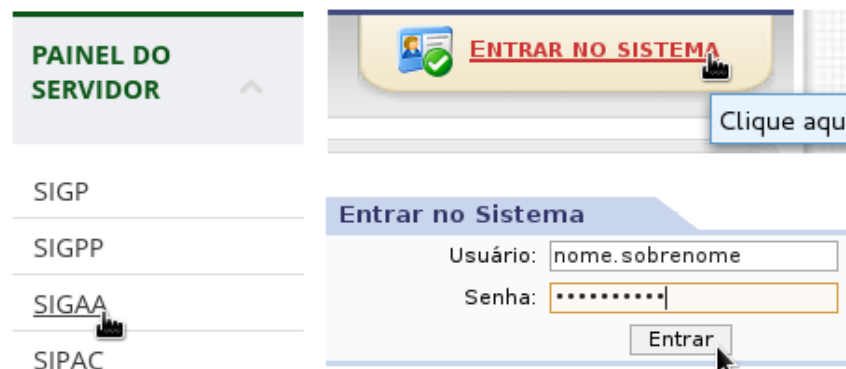 PAINEL DO
SERVIDOR
SIGP
SIGPP
SIGAA
SIPAC
ENTRAR NO SISTEMA
Clique aqu
Entrar no Sistema
Usuário: nome.sobrenome
Senha: ••••••••••
Entrar